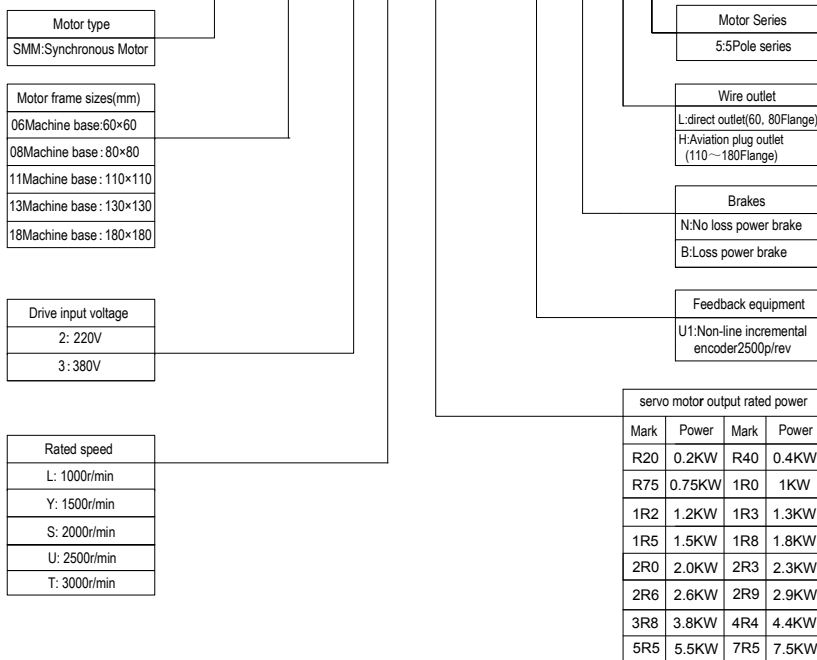 Motor type
SMM:Synchronous Motor
Motor frame sizes(mm)
06Machine base:60×60
08Machine base：80×80
11Machine base：110×110
13Machine base：130×130
18Machine base：180×180
Drive input voltage
2: 220V
3：380V
Rated speed
L: 1000r/min
Y: 1500r/min
S: 2000r/min
U: 2500r/min
T: 3000r/min
Motor Series
5:5Pole series
Wire outlet
L:direct outlet(60, 80Flange)
H:Aviation plug outlet
(110～180Flange)
Brakes
N:No loss power brake
B:Loss power brake
Feedback equipment
U1:Non-line incremental
encoder2500p/rev
servo motor output rated power
Mark Power Mark Power
R20 0.2KW R40 0.4KW
R75 0.75KW 1R0 1KW
1R2 1.2KW 1R3 1.3KW
1R5 1.5KW 1R8 1.8KW
2R0 2.0KW 2R3 2.3KW
2R6 2.6KW 2R9 2.9KW
3R8 3.8KW 4R4 4.4KW
5R5 5.5KW 7R5 7.5KW